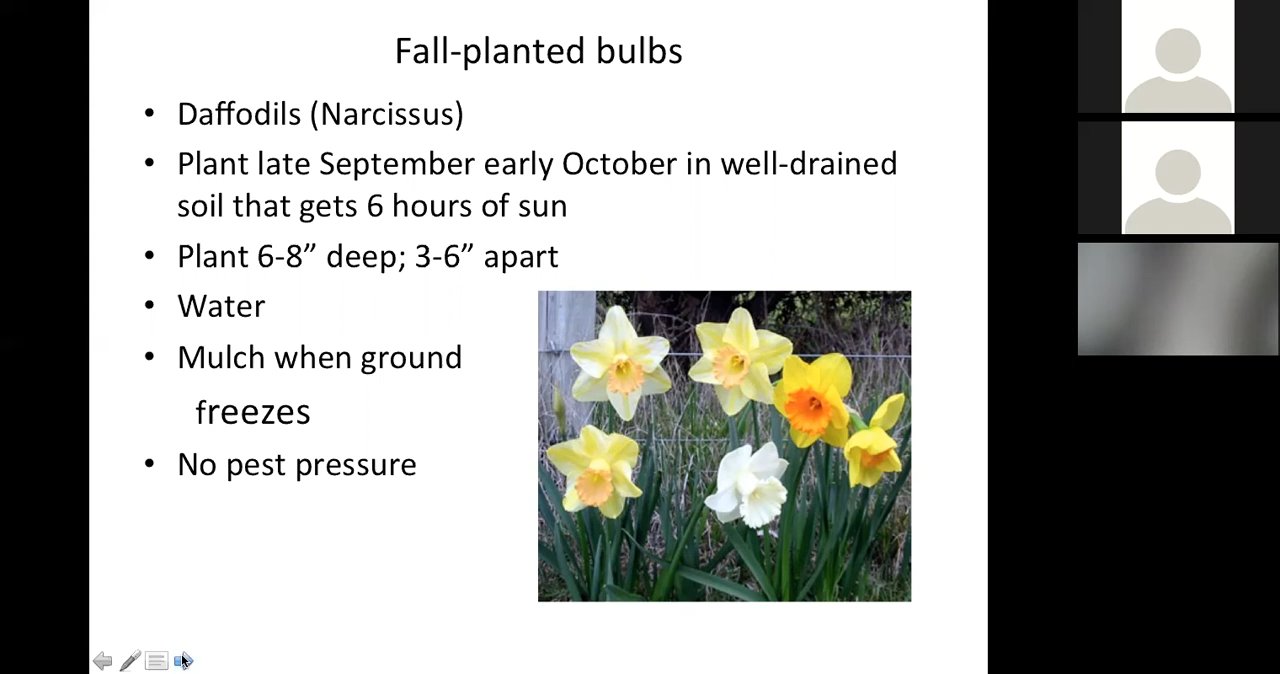 Fall-planted bulbs
• Daffodils (Narcissus)
• Plant late September early October in well-drained
soil that gets 6 hours of sun
• Plant 6-8” deep; 3-6” apart
• Water
• Mulch when ground
freezes
• No pest pressure